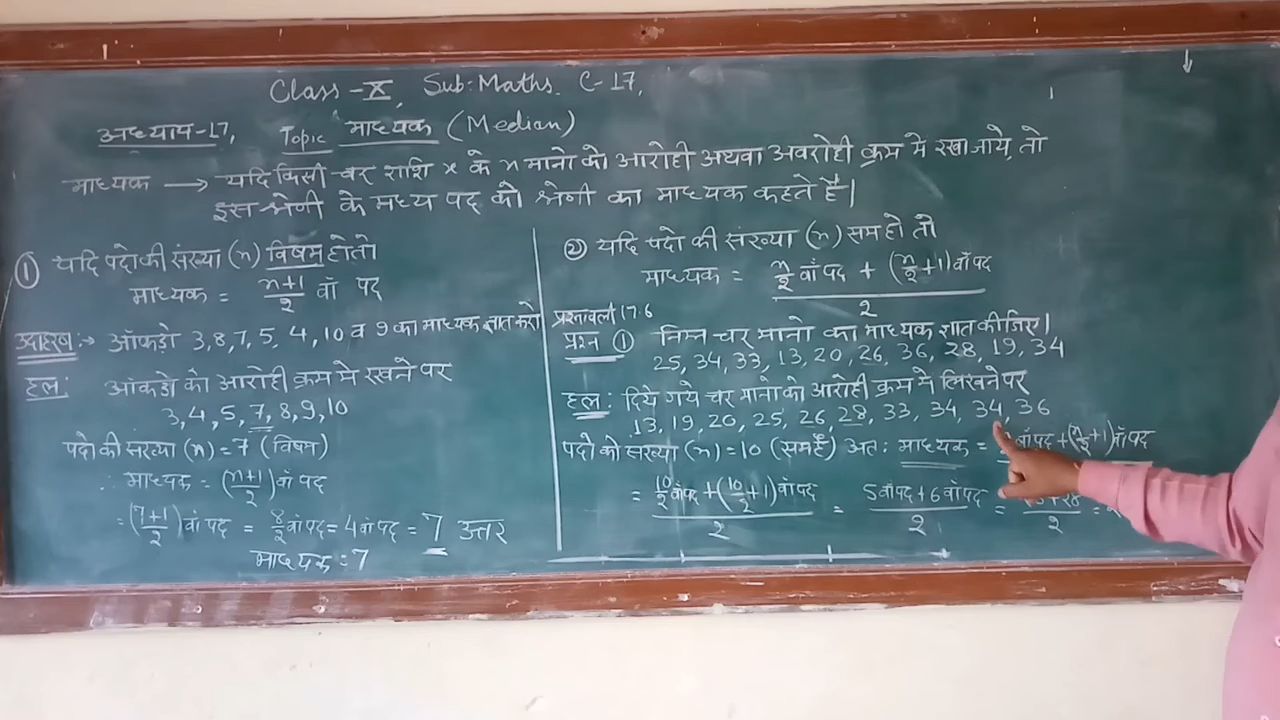 Class-X, Sub: Maths. C-17,
अध्याय-17, Topic माध्यक (Median)
माध्यक → यदि किसी चर राशि x के n मानो को आरोही अथवा अवरोही क्रम मे रखा जाये, तो
इस श्रेणी के मध्य पद को श्रेणी का माध्यक कहते है।
① यदि पदो की संख्या (n) विषम हो तो
माध्यक = (n+1)/2 वाँ पद
उदाहरण:→ आँकड़ो 3, 8, 7, 5, 4, 10 व 9 का माध्यक ज्ञात करो
हल: आंकडो को आरोही क्रम मे रखने पर
3, 4, 5, 7, 8, 9, 10
पदो की संख्या (n) = 7 (विषम)
∴ माध्यक = ((n+1)/2) वाँ पद
= ((7+1)/2) वाँ पद = 8/2 वाँ पद = 4 वाँ पद = 7 उत्तर
माध्यक = 7
② यदि पदो की संख्या (n) सम हो तो
माध्यक = (n/2 वाँ पद + (n/2+1) वाँ पद)/2
प्रश्नावली 17.6
प्रश्न ① निम्न चर मानो का माध्यक ज्ञात कीजिए।
25, 34, 33, 13, 20, 26, 36, 28, 19, 34
हल: दिये गये चर मानो को आरोही क्रम मे लिखने पर
13, 19, 20, 25, 26, 28, 33, 34, 34, 36
पदो की संख्या (n) = 10 (सम है) अत: माध्यक = वाँ पद + (n/2+1) वाँ पद
= (10/2 वाँ पद + (10/2+1) वाँ पद)/2 = (5 वाँ पद + 6 वाँ पद)/2 = +28/2 =